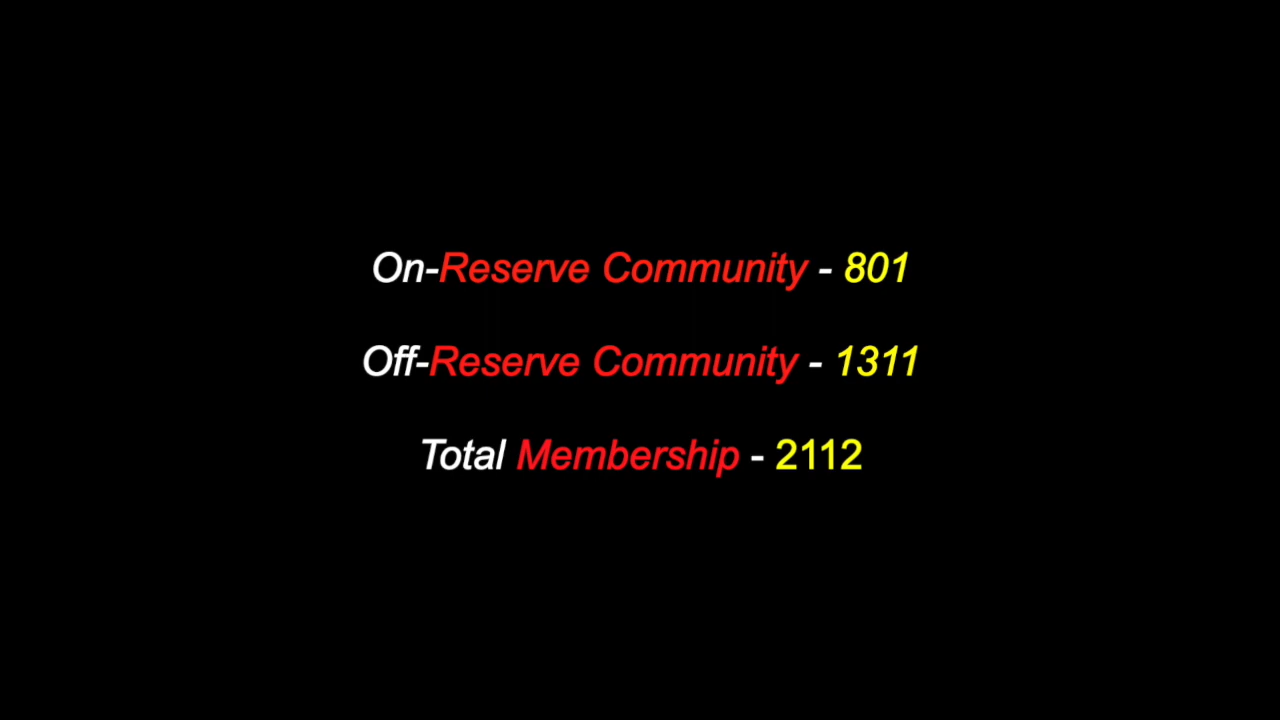 On-Reserve Community - 801
Off-Reserve Community - 1311
Total Membership - 2112